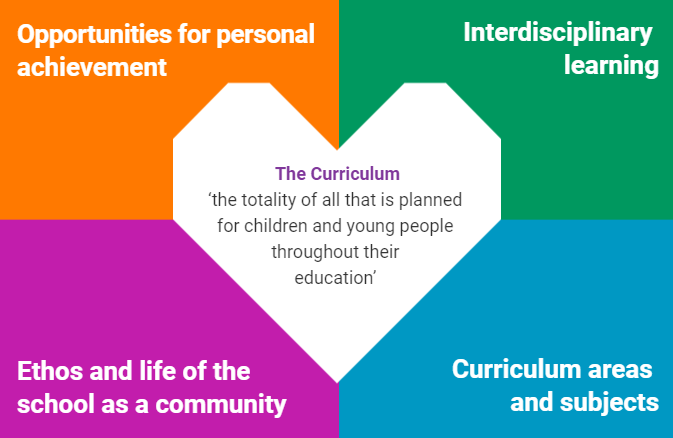 Opportunities for personal
achievement
Interdisciplinary
learning
The Curriculum
‘the totality of all that is planned
for children and young people
throughout their
education’
Ethos and life of the
school as a community
Curriculum areas
and subjects